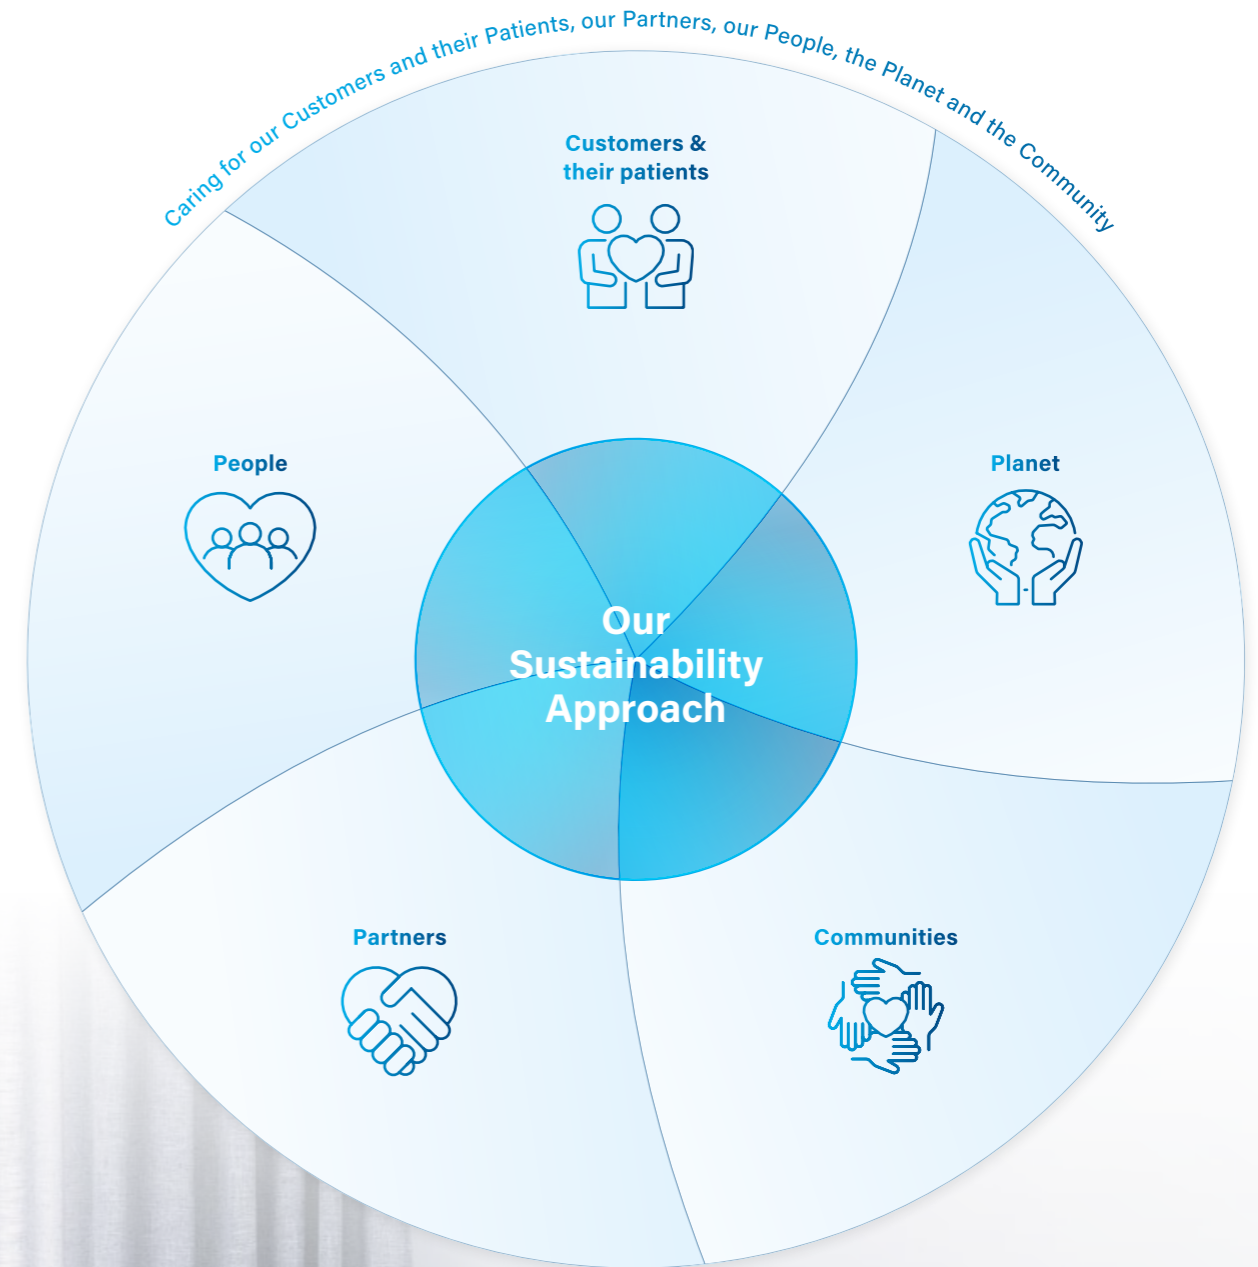 Caring for our Customers and their Patients, our Partners, our People, the Planet and the Community
Customers &
their patients
People
Planet
Our
Sustainability
Approach
Partners
Communities